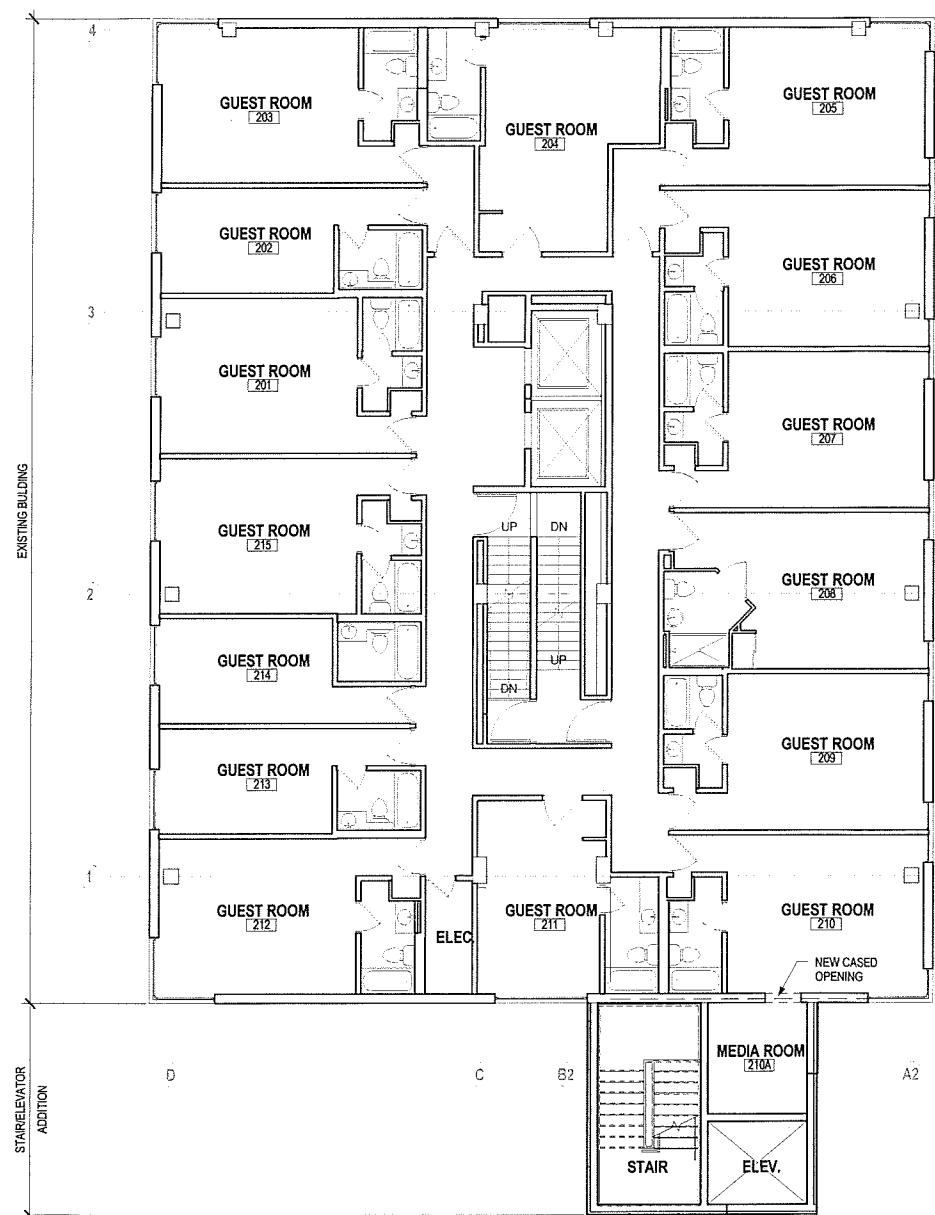 4
GUEST ROOM
203
GUEST ROOM
204
GUEST ROOM
205
GUEST ROOM
202
GUEST ROOM
206
3
GUEST ROOM
201
GUEST ROOM
207
EXISTING BULDING
UP
DN
GUEST ROOM
215
GUEST ROOM
208
2
GUEST ROOM
214
UP
DN
GUEST ROOM
213
GUEST ROOM
209
1
GUEST ROOM
212
ELEC.
GUEST ROOM
211
GUEST ROOM
210
NEW CASED
OPENING
STAIR/ELEVATOR
ADDITION
D
C
B2
A2
MEDIA ROOM
210A
STAIR
ELEV.